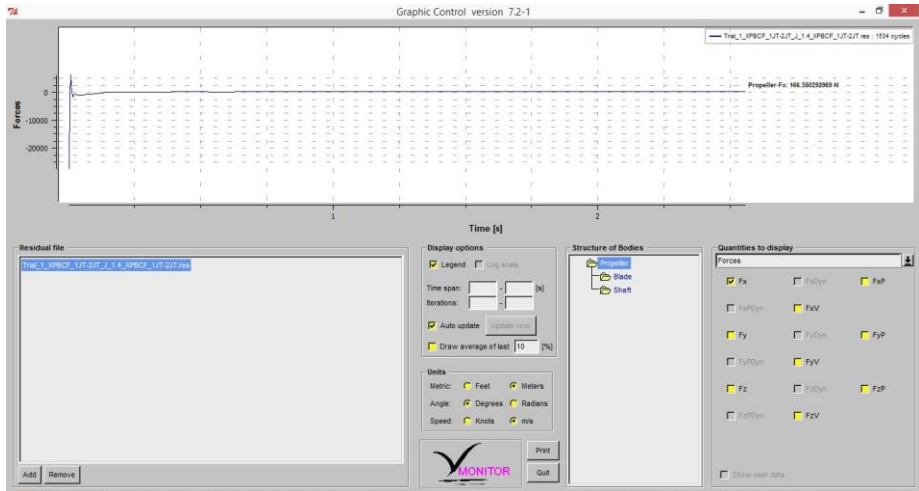 Graphic Control version 7.2-1
Trial_1_XPBCF_1JT-2JT_J_1.4_XPBCF_1JT-2JT.res : 1534 cycles
Propeller Fx: 166.550292969 N
Forces
0
-10000
-20000
1
2
Time [s]
Residual file
Trial_1_XPBCF_1JT-2JT_J_1.4_XPBCF_1JT-2JT.res
Add
Remove
Display options
Legend
Log scale
Time span:
-
[s]
Iterations:
-
Auto update
Update now
Draw average of last
10
[%]
Units
Metric:
Feet
Meters
Angle:
Degrees
Radians
Speed:
Knots
m/s
MONITOR
Print
Quit
Structure of Bodies
Propeller
Blade
Shaft
Quantities to display
Forces
Fx
FxDyn
FxP
FxPDyn
FxV
Fy
FyDyn
FyP
FyPDyn
FyV
Fz
FzDyn
FzP
FzPDyn
FzV
Show user data